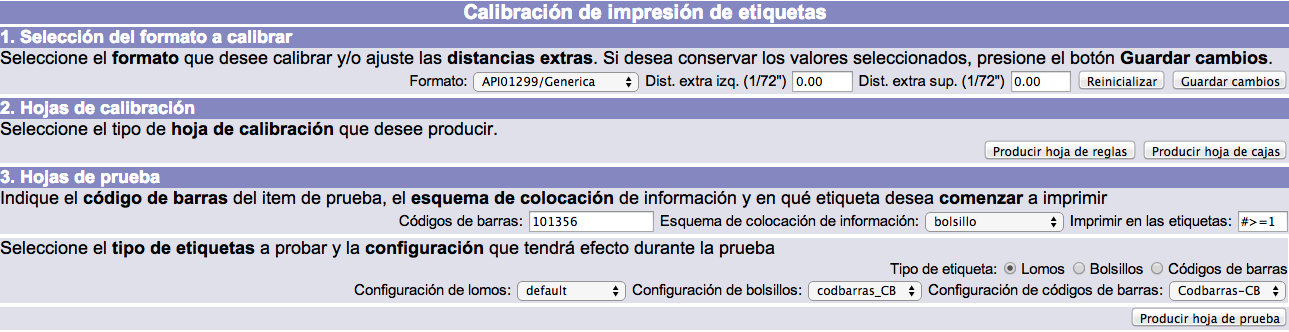 Calibración de impresión de etiquetas
1. Selección del formato a calibrar
Seleccione el formato que desee calibrar y/o ajuste las distancias extras. Si desea conservar los valores seleccionados, presione el botón Guardar cambios.
Formato: API01299/Generica Dist. extra izq. (1/72") 0.00 Dist. extra sup. (1/72") 0.00 Reinicializar Guardar cambios
2. Hojas de calibración
Seleccione el tipo de hoja de calibración que desee producir.
Producir hoja de reglas Producir hoja de cajas
3. Hojas de prueba
Indique el código de barras del item de prueba, el esquema de colocación de información y en qué etiqueta desea comenzar a imprimir
Códigos de barras: 101356 Esquema de colocación de información: bolsillo Imprimir en las etiquetas: #>=1
Seleccione el tipo de etiquetas a probar y la configuración que tendrá efecto durante la prueba
Tipo de etiqueta: Lomos Bolsillos Códigos de barras
Configuración de lomos: default Configuración de bolsillos: codbarras_CB Configuración de códigos de barras: Codbarras-CB
Producir hoja de prueba